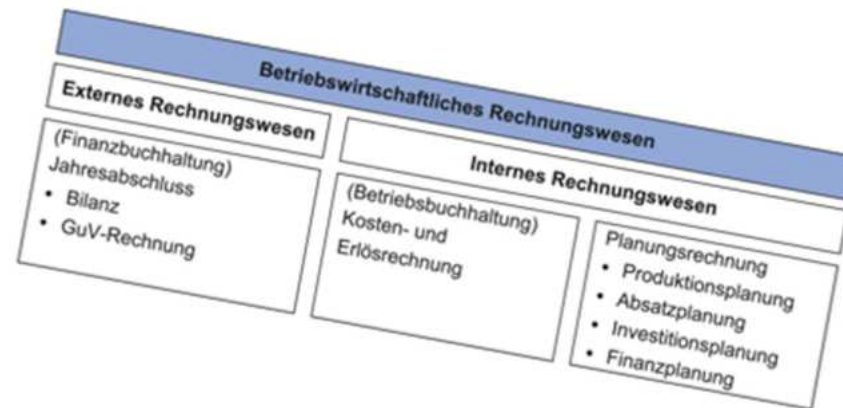 Betriebswirtschaftliches Rechnungswesen
Externes Rechnungswesen
(Finanzbuchhaltung)
Jahresabschluss
• Bilanz
• GuV-Rechnung
Internes Rechnungswesen
(Betriebsbuchhaltung)
Kosten- und
Erlösrechnung
Planungsrechnung
• Produktionsplanung
• Absatzplanung
• Investitionsplanung
• Finanzplanung